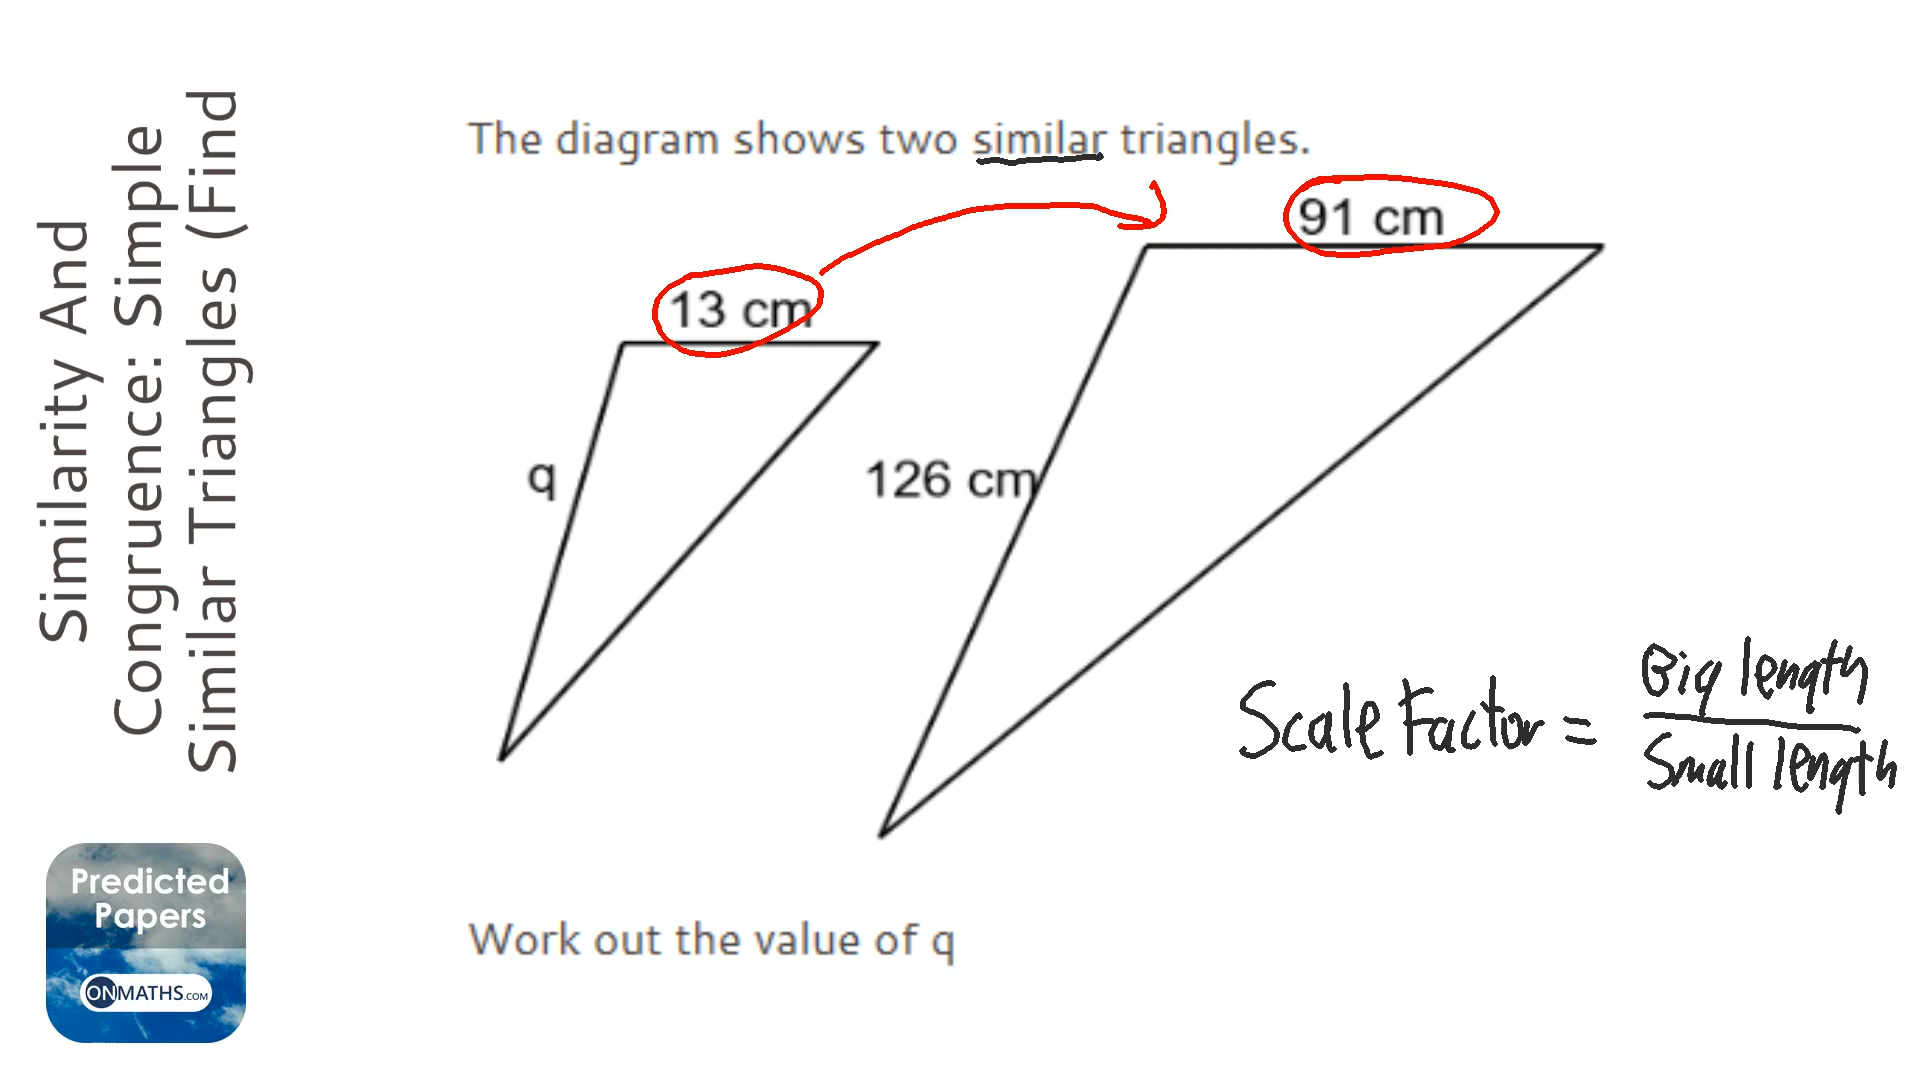 Similarity And
Congruence: Simple
Similar Triangles (Find
The diagram shows two similar triangles.
91 cm
13 cm
q
126 cm
Scale Factor = Big length
Small length
Work out the value of q
Predicted
Papers
ONMATHS.COM